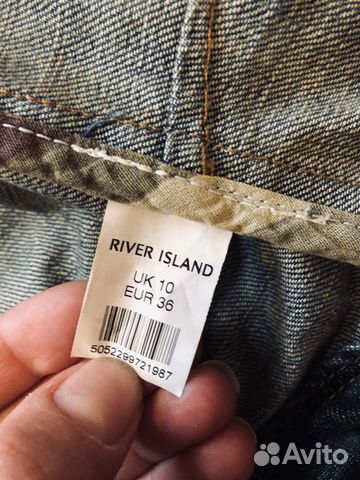 RIVER ISLAND
UK 10
EUR 36
5052299721987
Avito